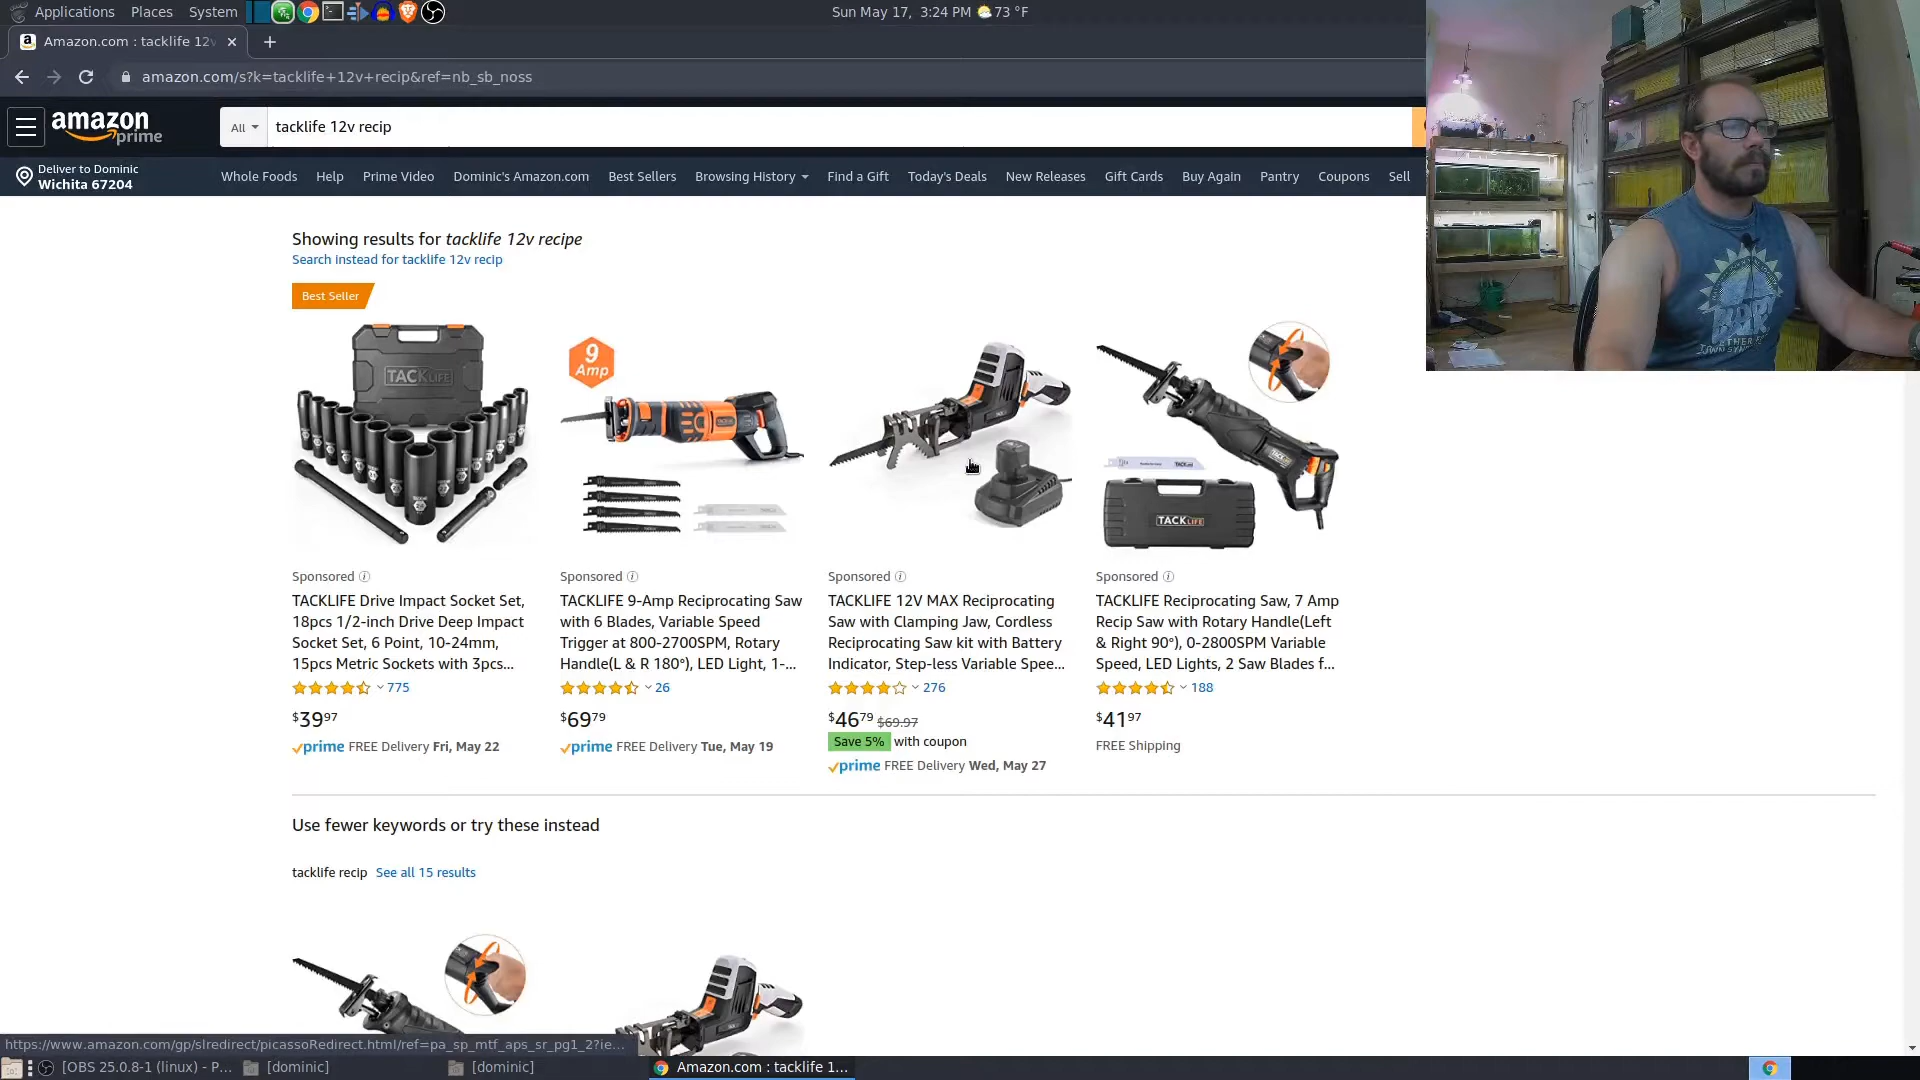 Applications Places System
Sun May 17, 3:24 PM 73 °F
Amazon.com : tacklife 12v
amazon.com/s?k=tacklife+12v+recip&ref=nb_sb_noss
amazon prime
All
tacklife 12v recip
Deliver to Dominic
Wichita 67204
Whole Foods Help Prime Video Dominic's Amazon.com Best Sellers Browsing History Find a Gift Today's Deals New Releases Gift Cards Buy Again Pantry Coupons Sell
Showing results for tacklife 12v recipe
Search instead for tacklife 12v recip
Best Seller
TACKLIFE
9
Amp
TACKLIFE
Sponsored
TACKLIFE Drive Impact Socket Set,
18pcs 1/2-inch Drive Deep Impact
Socket Set, 6 Point, 10-24mm,
15pcs Metric Sockets with 3pcs...
775
$3997
prime FREE Delivery Fri, May 22
Sponsored
TACKLIFE 9-Amp Reciprocating Saw
with 6 Blades, Variable Speed
Trigger at 800-2700SPM, Rotary
Handle(L & R 180°), LED Light, 1-...
26
$6979
prime FREE Delivery Tue, May 19
Sponsored
TACKLIFE 12V MAX Reciprocating
Saw with Clamping Jaw, Cordless
Reciprocating Saw kit with Battery
Indicator, Step-less Variable Spee...
276
$4679 $69.97
Save 5% with coupon
prime FREE Delivery Wed, May 27
Sponsored
TACKLIFE Reciprocating Saw, 7 Amp
Recip Saw with Rotary Handle(Left
& Right 90°), 0-2800SPM Variable
Speed, LED Lights, 2 Saw Blades f...
188
$4197
FREE Shipping
Use fewer keywords or try these instead
tacklife recip See all 15 results
https://www.amazon.com/gp/slredirect/picassoRedirect.html/ref=pa_sp_mtf_aps_sr_pg1_2?ie...
[OBS 25.0.8-1 (linux) - P... [dominic] [dominic] Amazon.com : tacklife 1...